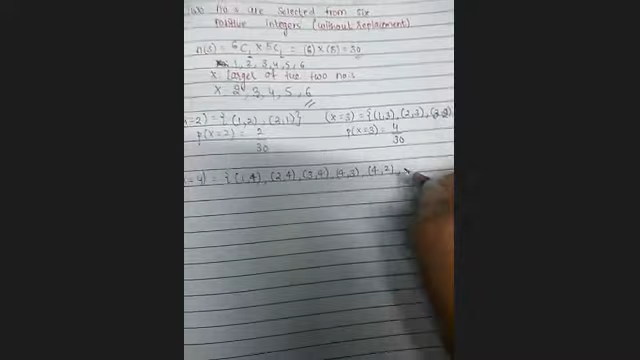 no's are selected from six
Positive Integers (without replacement)
n(S) = 6C1 × 5C1 = (6) × (5) = 30
1, 2, 3, 4, 5, 6
X = larger of the two no.s
X = 2, 3, 4, 5, 6
(x=2) = {(1,2), (2,1)} (x=3) = {(1,3), (2,3), (3,2)
P(x=2) = 2/30 P(x=3) = 4/30
= 4) = {(1,4), (2,4), (3,4), (4,3), (4,2),